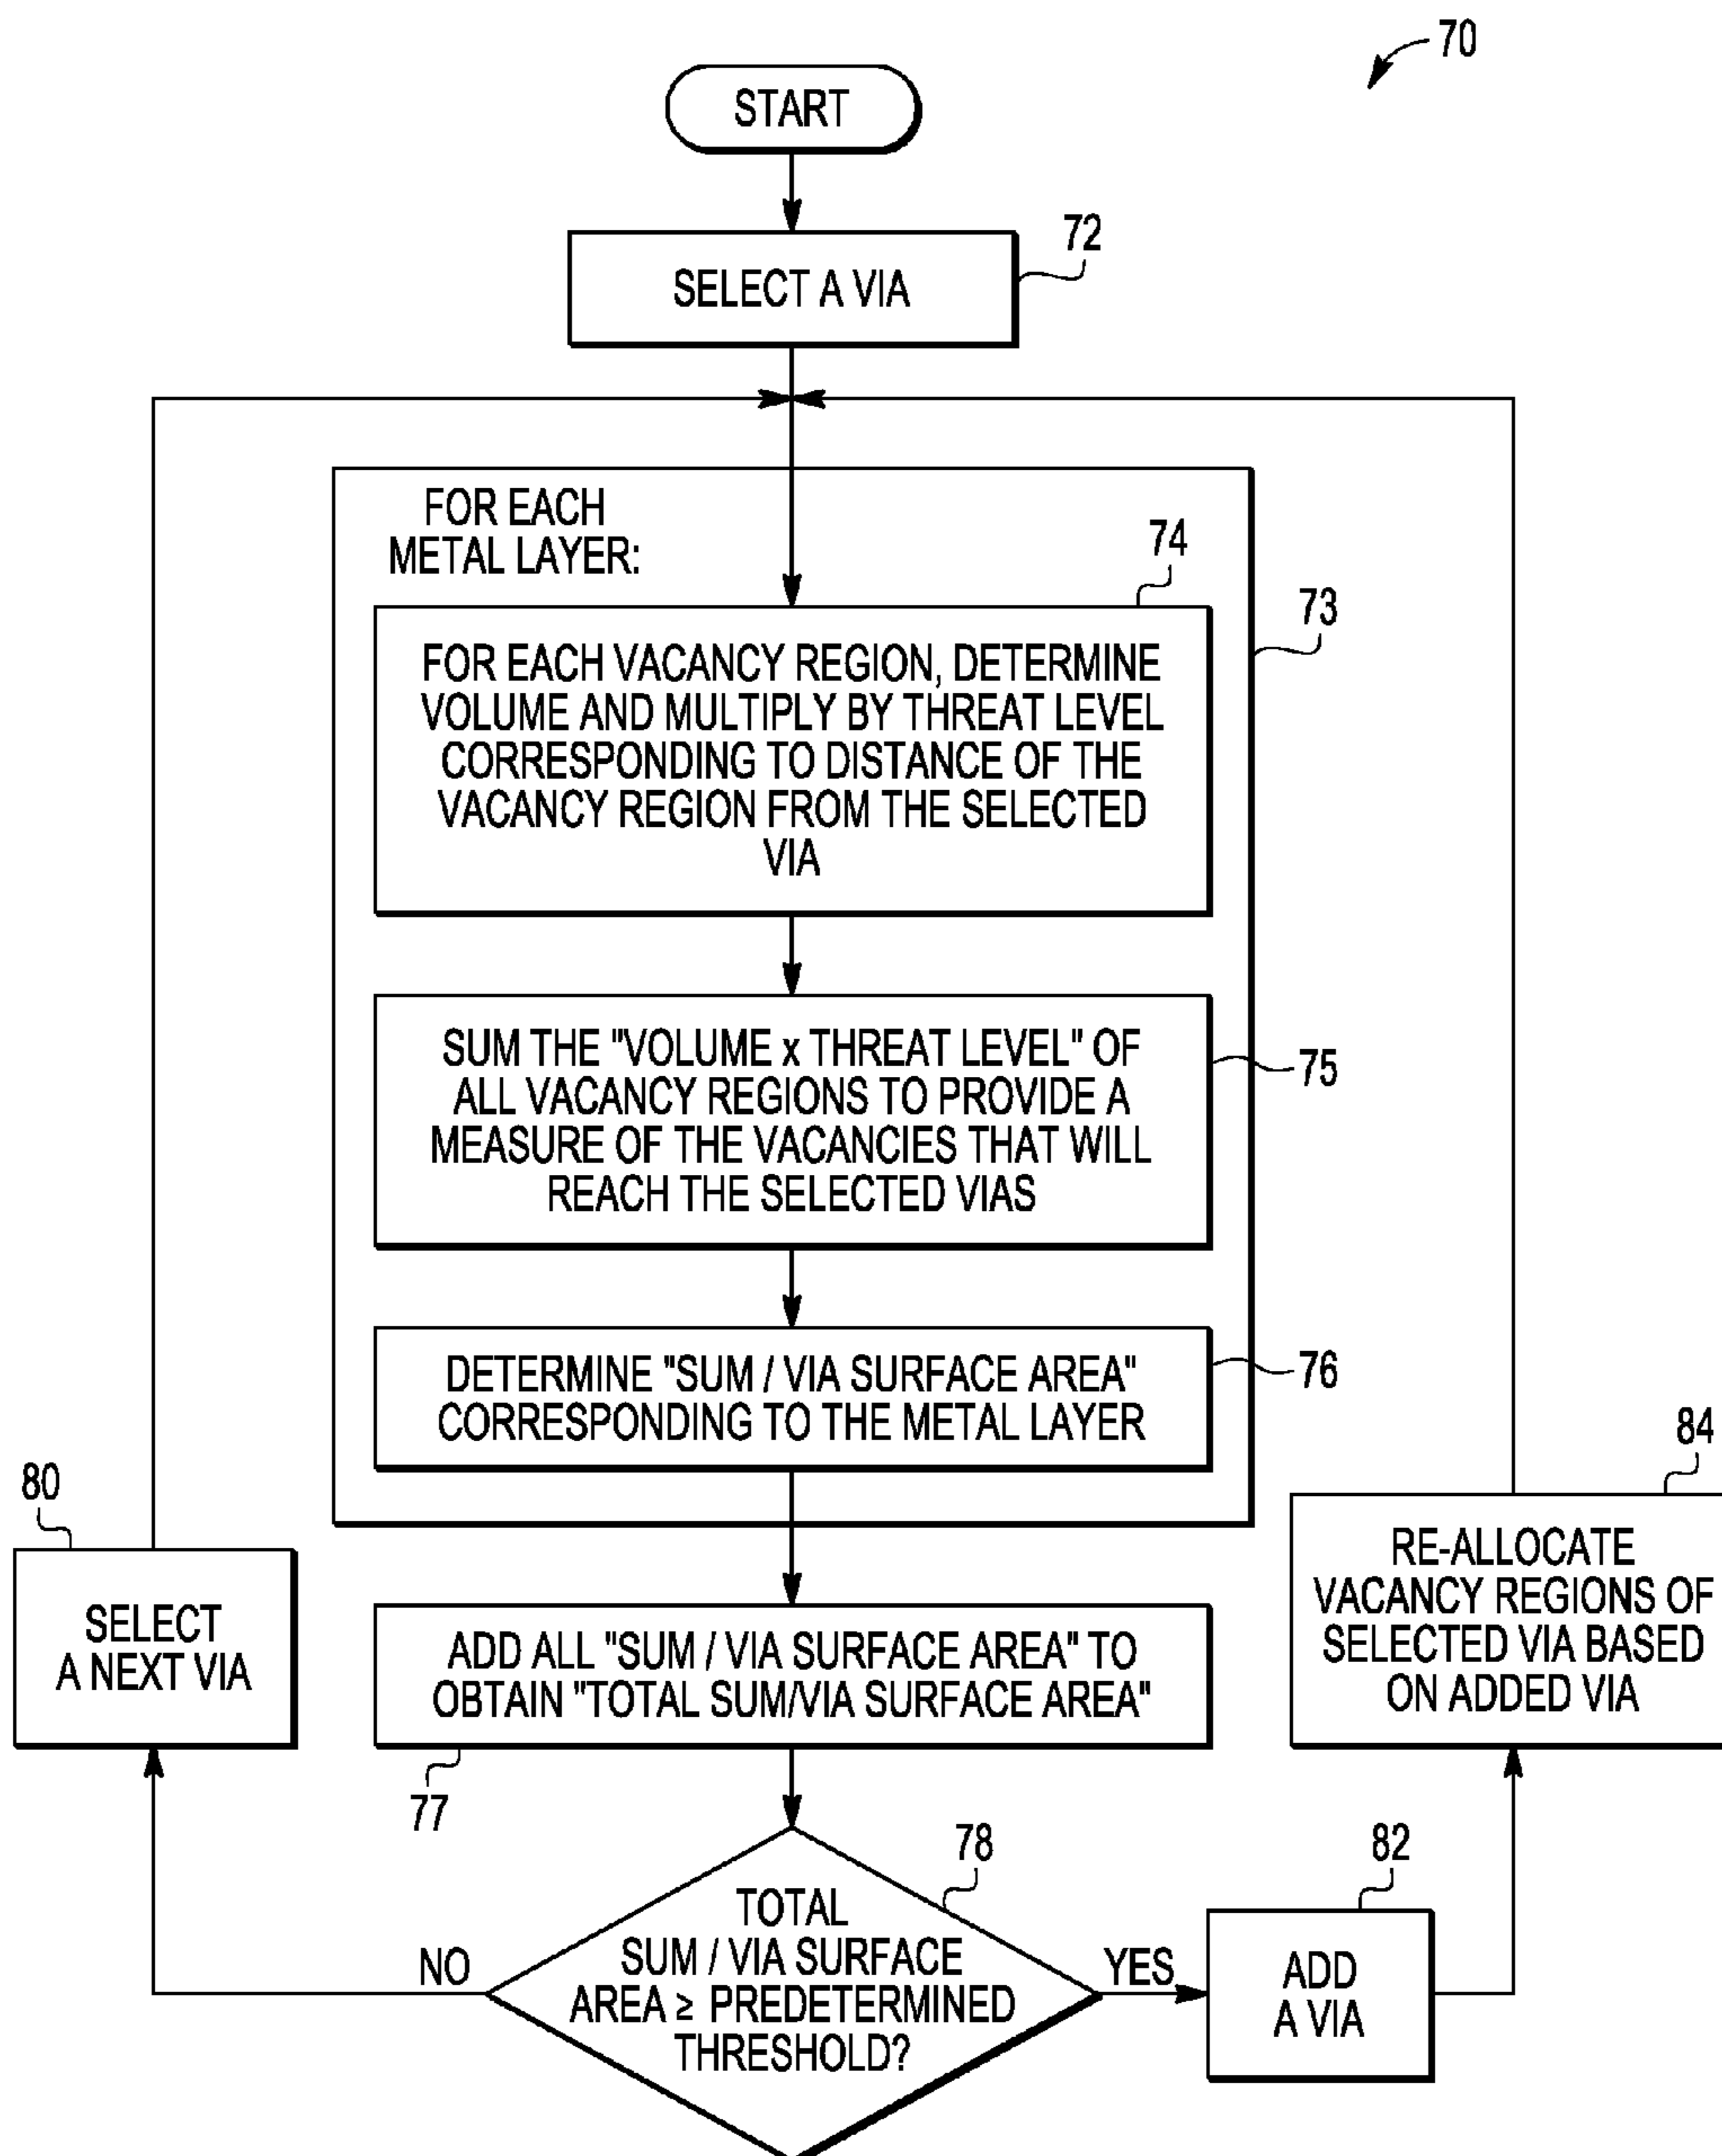 70
START
72
SELECT A VIA
FOR EACH
METAL LAYER:
74
73
FOR EACH VACANCY REGION, DETERMINE
VOLUME AND MULTIPLY BY THREAT LEVEL
CORRESPONDING TO DISTANCE OF THE
VACANCY REGION FROM THE SELECTED
VIA
SUM THE "VOLUME x THREAT LEVEL" OF
ALL VACANCY REGIONS TO PROVIDE A
MEASURE OF THE VACANCIES THAT WILL
REACH THE SELECTED VIAS
75
DETERMINE "SUM / VIA SURFACE AREA"
CORRESPONDING TO THE METAL LAYER
76
80
SELECT
A NEXT VIA
84
RE-ALLOCATE
VACANCY REGIONS OF
SELECTED VIA BASED
ON ADDED VIA
ADD ALL "SUM / VIA SURFACE AREA" TO
OBTAIN "TOTAL SUM/VIA SURFACE AREA"
77
78
TOTAL
SUM / VIA SURFACE
AREA ≥ PREDETERMINED
THRESHOLD?
NO
YES
82
ADD
A VIA